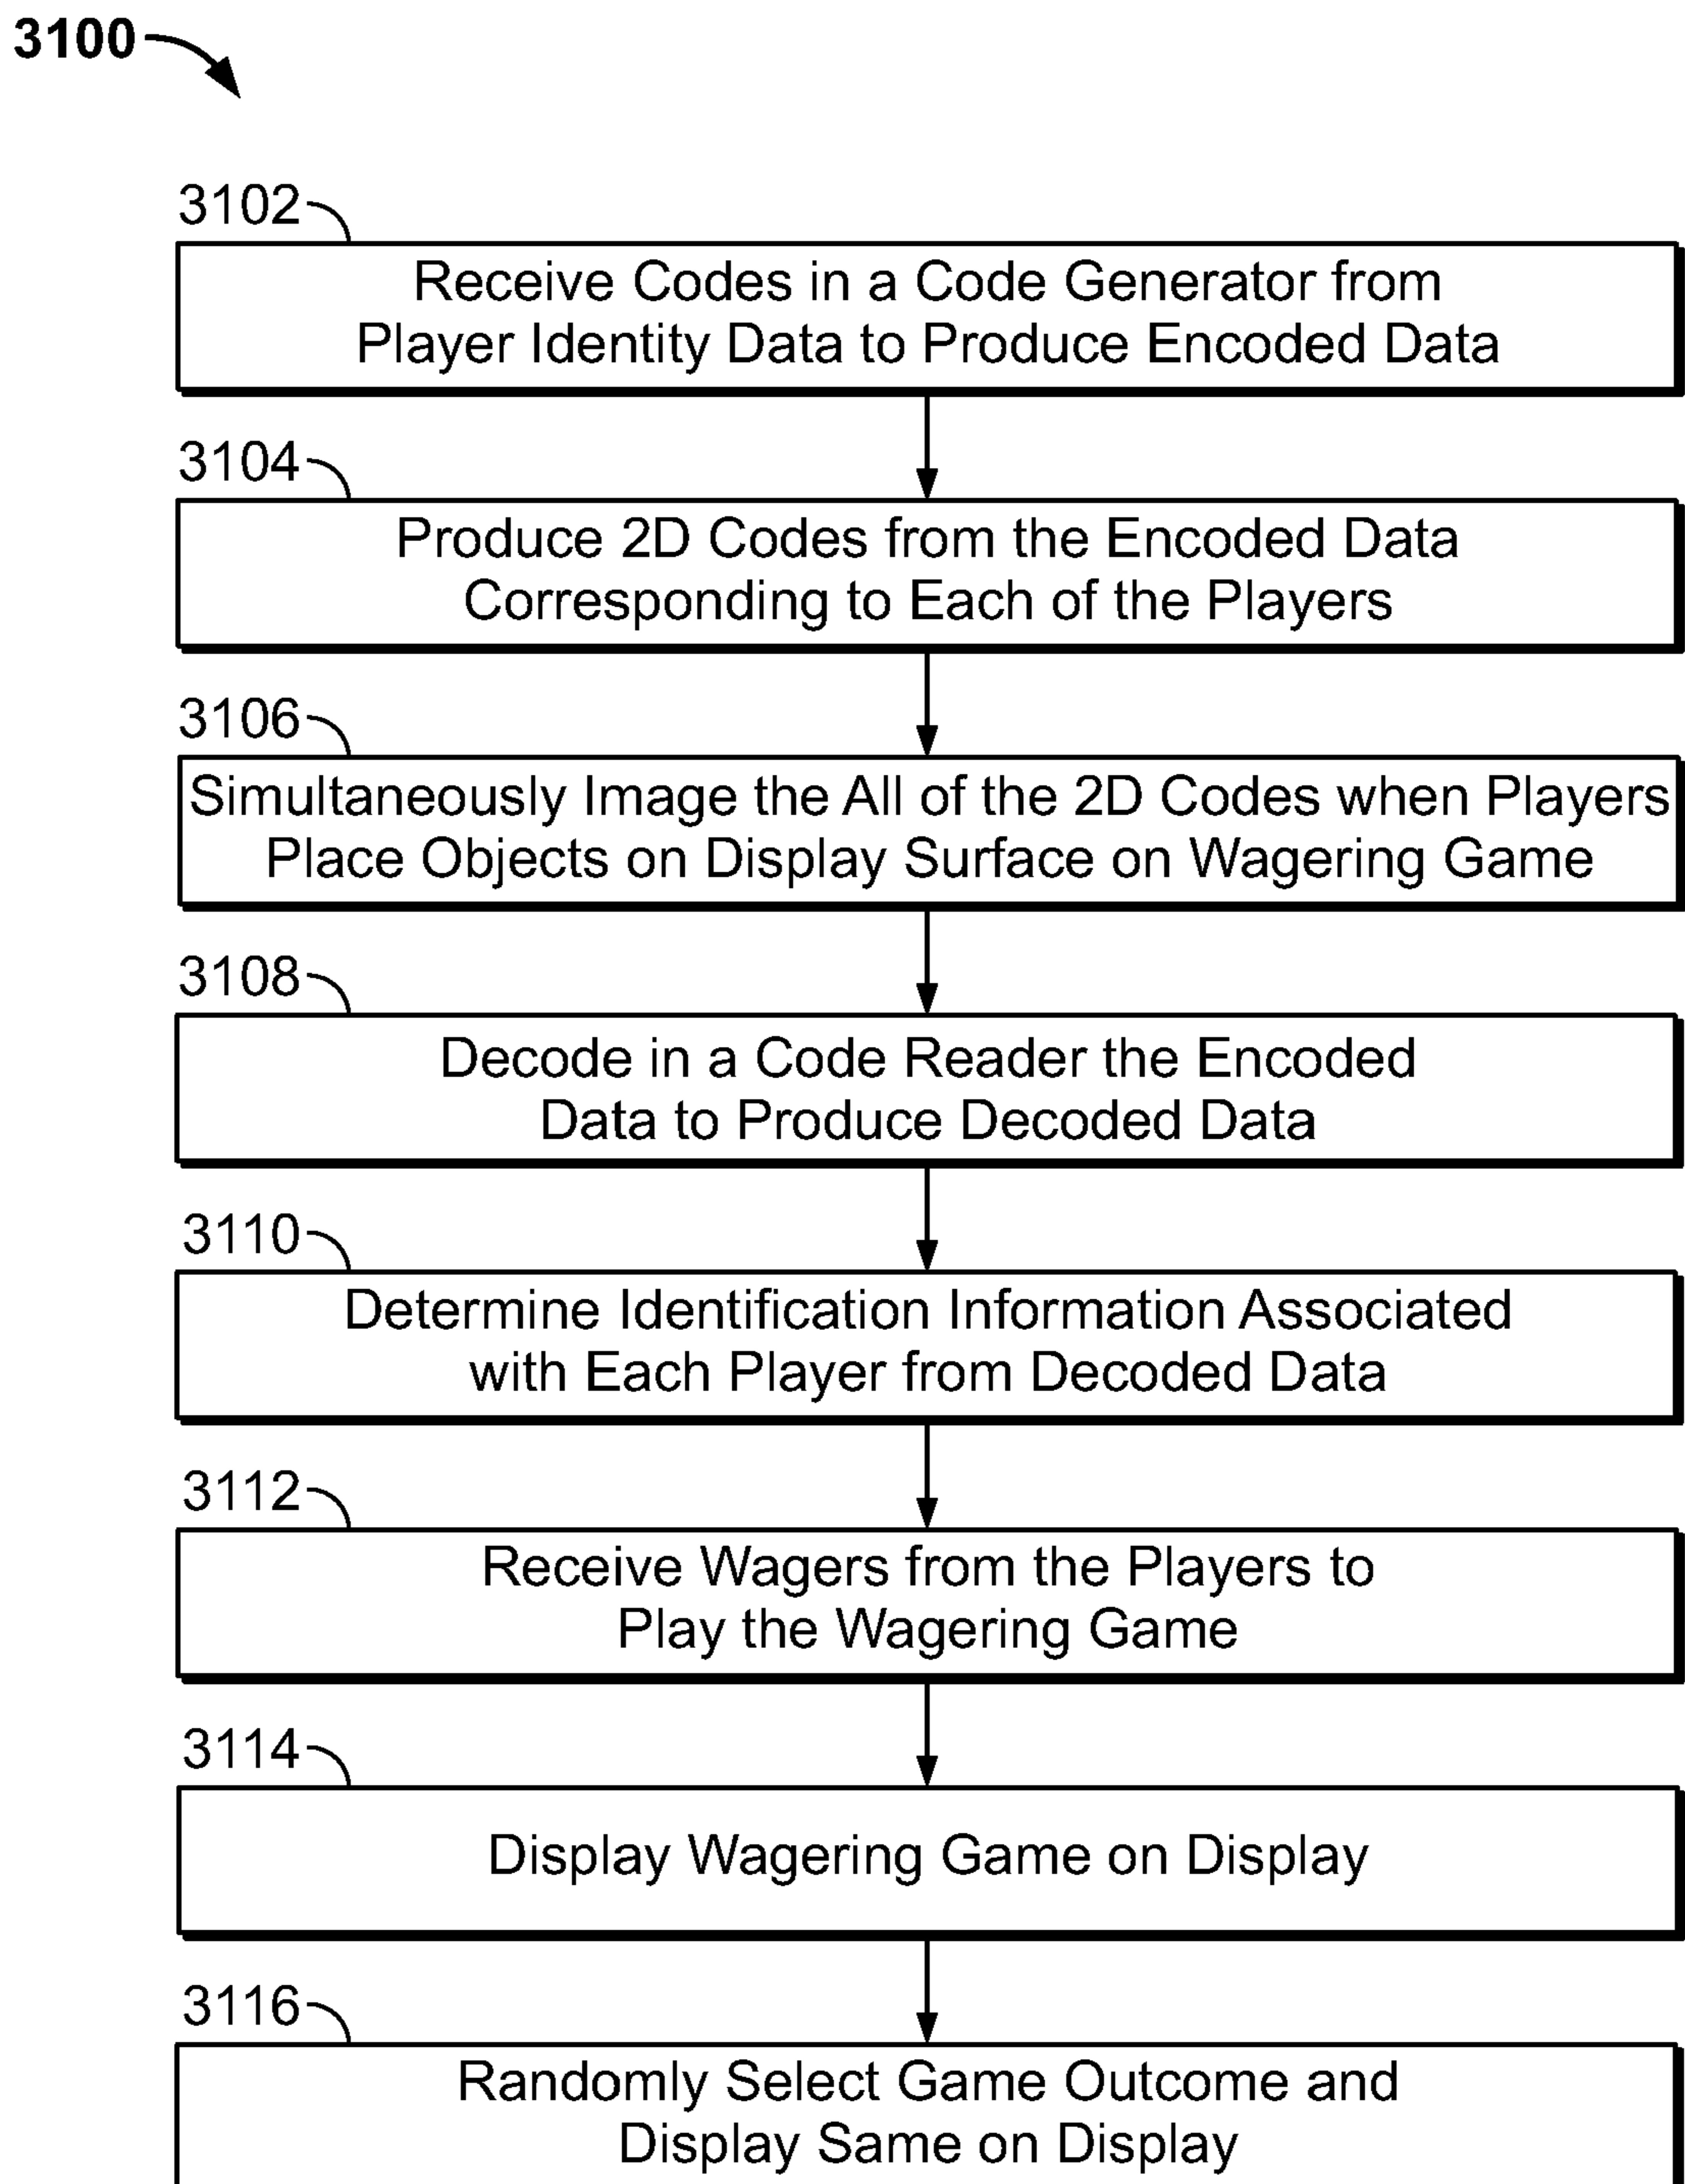 3100
3102
Receive Codes in a Code Generator from
Player Identity Data to Produce Encoded Data
3104
Produce 2D Codes from the Encoded Data
Corresponding to Each of the Players
3106
Simultaneously Image the All of the 2D Codes when Players
Place Objects on Display Surface on Wagering Game
3108
Decode in a Code Reader the Encoded
Data to Produce Decoded Data
3110
Determine Identification Information Associated
with Each Player from Decoded Data
3112
Receive Wagers from the Players to
Play the Wagering Game
3114
Display Wagering Game on Display
3116
Randomly Select Game Outcome and
Display Same on Display